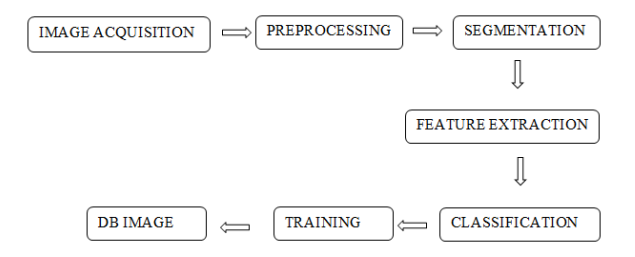 IMAGE ACQUISITION
PREPROCESSING
SEGMENTATION
FEATURE EXTRACTION
CLASSIFICATION
TRAINING
DB IMAGE